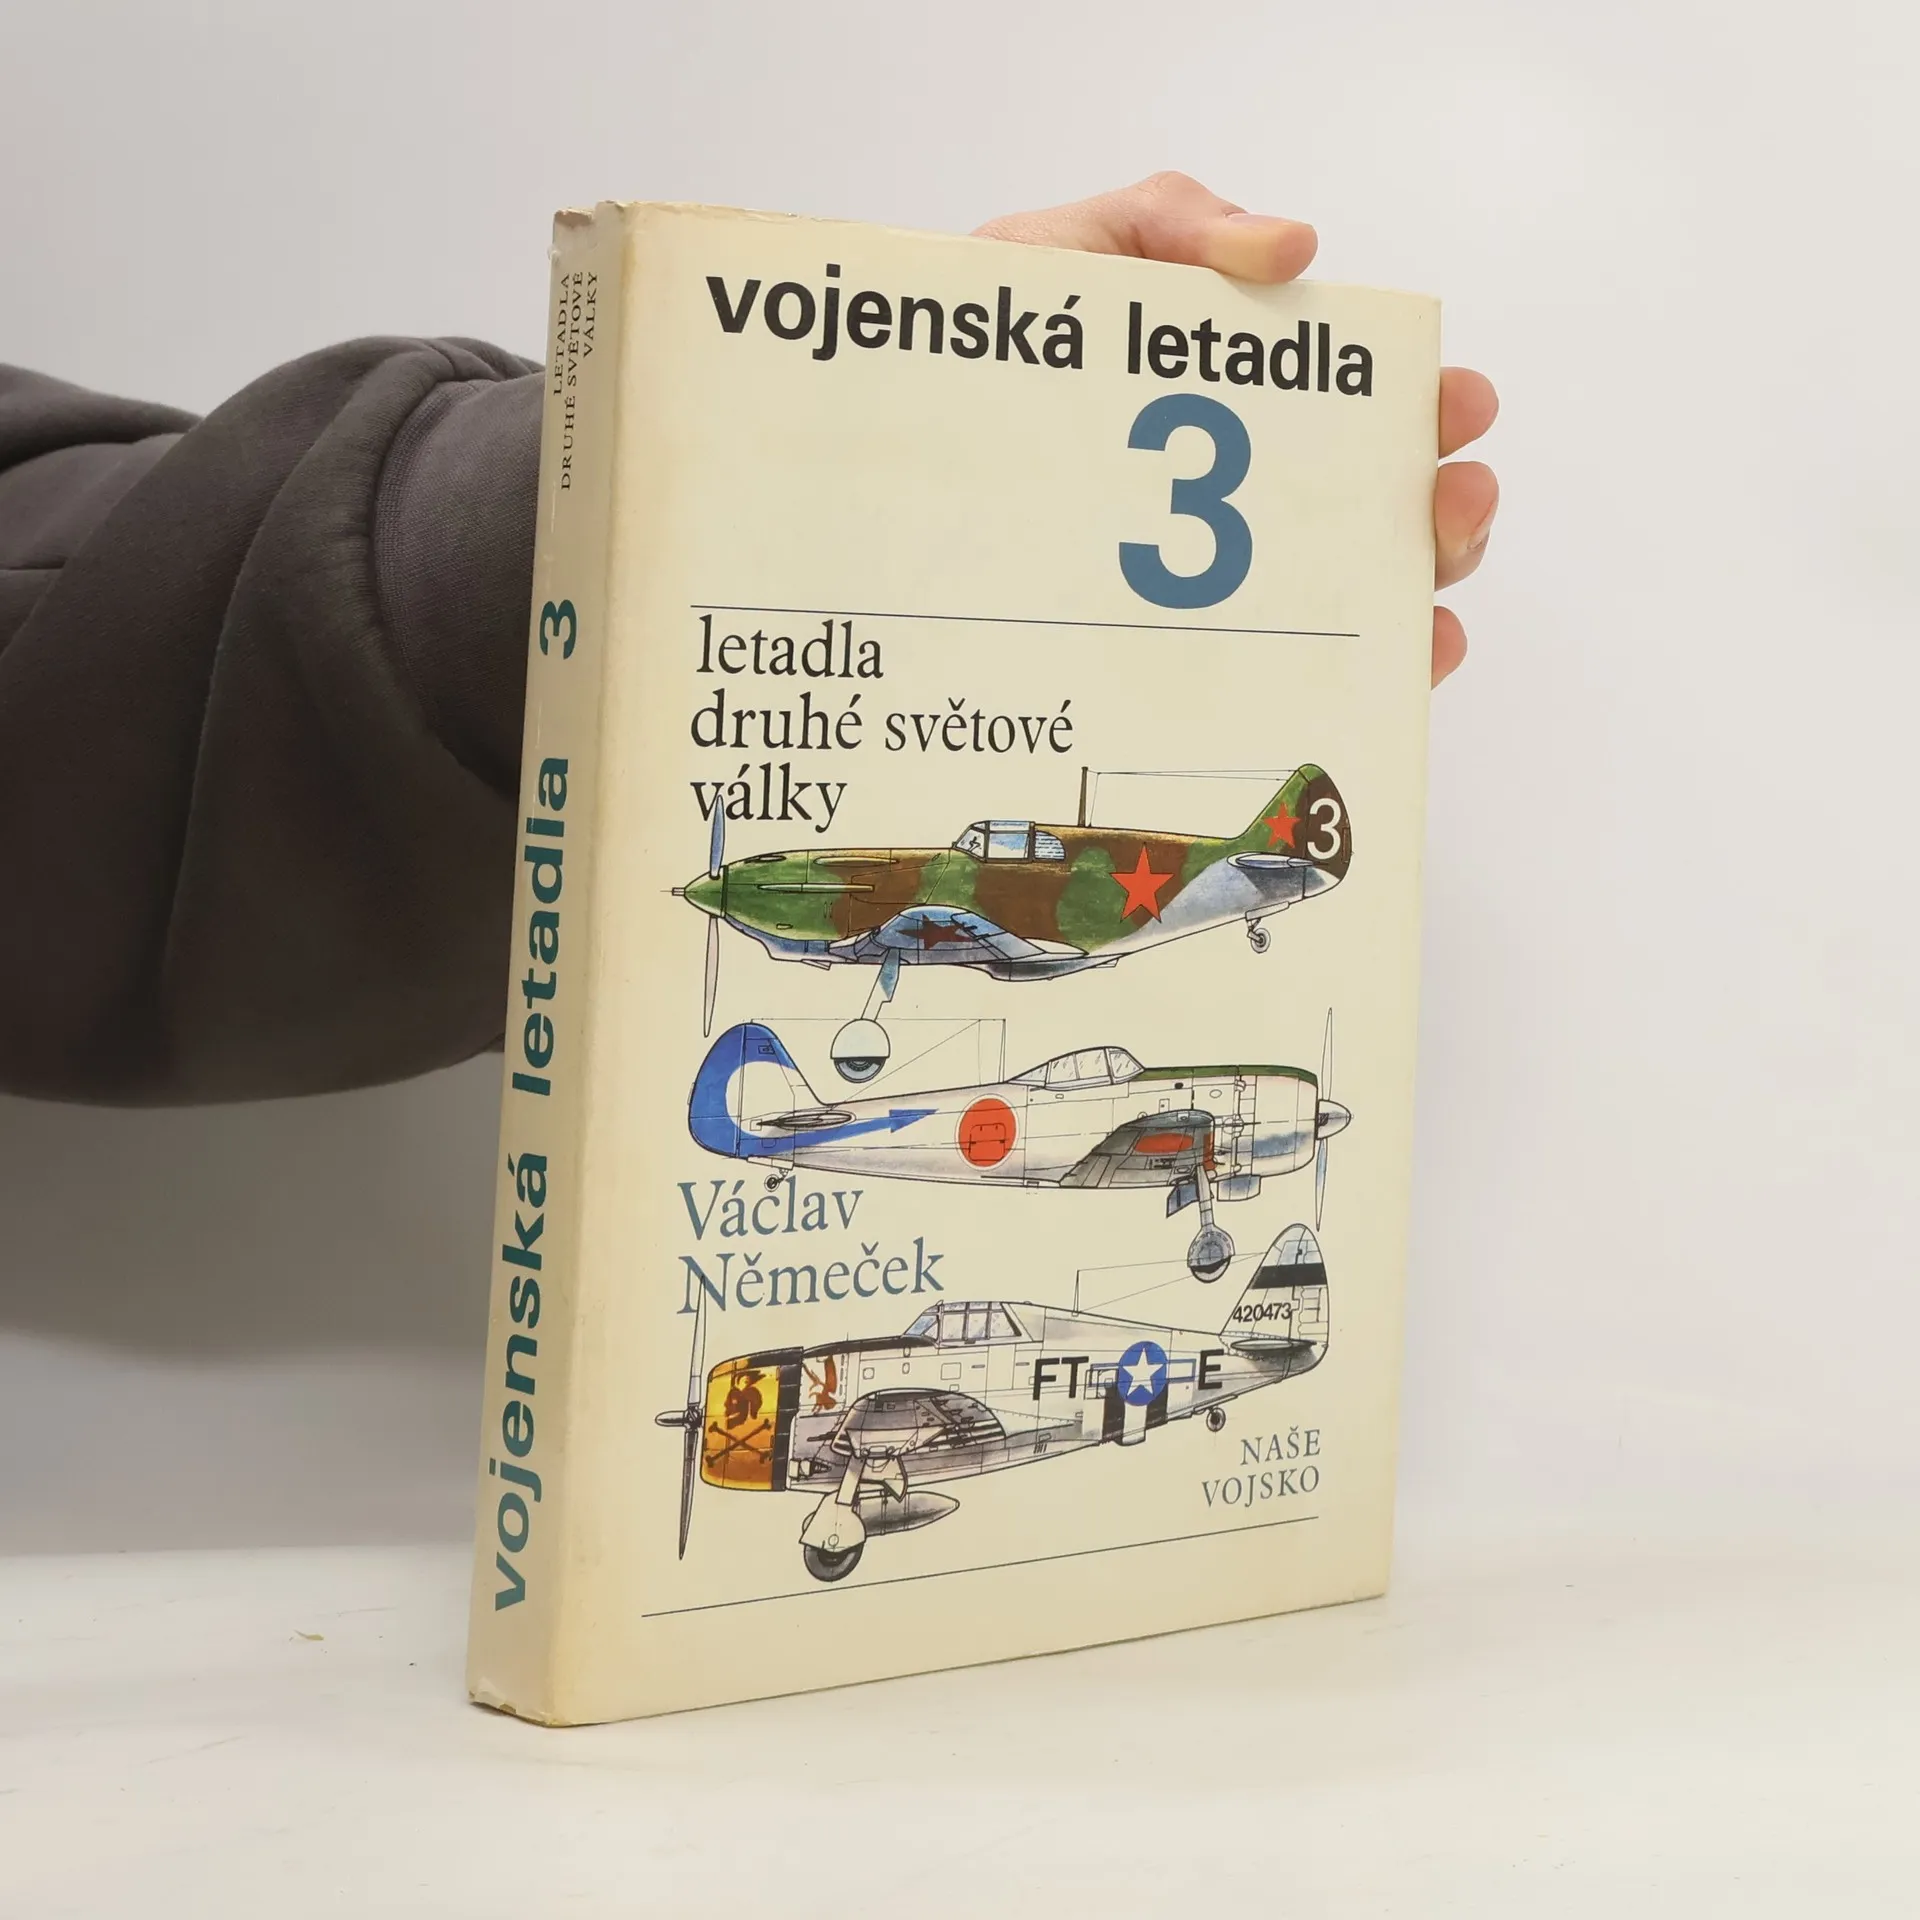 LETADLA
DRUHÉ SVĚTOVÉ
VÁLKY
vojenská letadla 3
vojenská letadla
3
letadla
druhé světové
války
3
Václav
Němeček
420473
FT E
NAŠE
VOJSKO